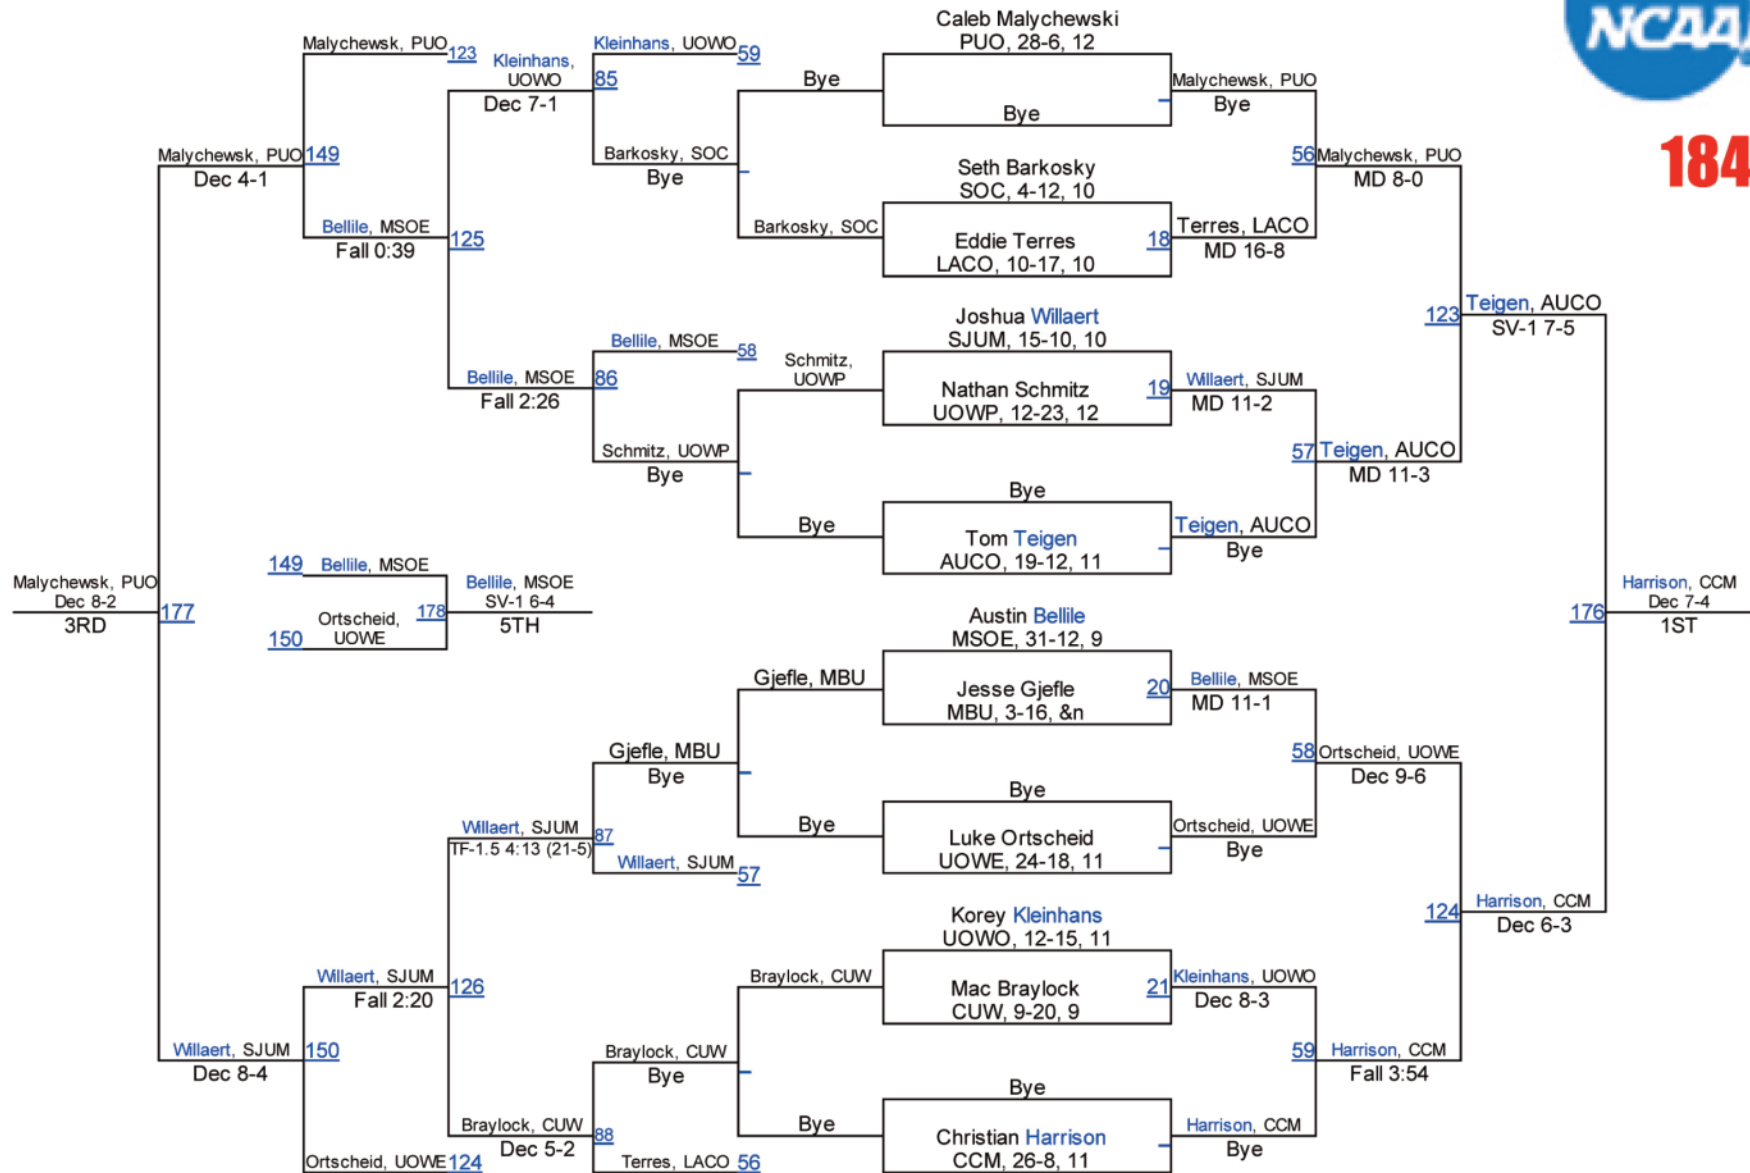 NCAA
184
Caleb Malychewski
PUO, 28-6, 12
Bye
Seth Barkosky
SOC, 4-12, 10
Eddie Terres
LACO, 10-17, 10
Joshua Willaert
SJUM, 15-10, 10
Nathan Schmitz
UOWP, 12-23, 12
Bye
Tom Teigen
AUCO, 19-12, 11
Austin Bellile
MSOE, 31-12, 9
Jesse Gjefle
MBU, 3-16, &n
Bye
Luke Ortscheid
UOWE, 24-18, 11
Korey Kleinhans
UOWO, 12-15, 11
Mac Braylock
CUW, 9-20, 9
Bye
Christian Harrison
CCM, 26-8, 11
Malychewsk, PUO
Bye
18
Terres, LACO
MD 16-8
19
Willaert, SJUM
MD 11-2
Teigen, AUCO
Bye
20
Bellile, MSOE
MD 11-1
Ortscheid, UOWE
Bye
21
Kleinhans, UOWO
Dec 8-3
Harrison, CCM
Bye
56
Malychewsk, PUO
MD 8-0
57
Teigen, AUCO
MD 11-3
58
Ortscheid, UOWE
Dec 9-6
59
Harrison, CCM
Fall 3:54
123
Teigen, AUCO
SV-1 7-5
124
Harrison, CCM
Dec 6-3
176
Harrison, CCM
Dec 7-4
1ST
Bye
Barkosky, SOC
Schmitz,
UOWP
Bye
Gjefle, MBU
Bye
Braylock, CUW
Bye
Kleinhans, UOWO
59
Barkosky, SOC
Bye
Bellile, MSOE
58
Schmitz, UOWP
Bye
Gjefle, MBU
Bye
Willaert, SJUM
57
Braylock, CUW
Bye
Terres, LACO
56
Kleinhans,
UOWO
85
Dec 7-1
Bellile, MSOE
86
Fall 2:26
Willaert, SJUM
87
TF-1.5 4:13 (21-5)
Braylock, CUW
88
Dec 5-2
Malychewsk, PUO
123
Bellile, MSOE
125
Fall 0:39
Willaert, SJUM
126
Fall 2:20
Ortscheid, UOWE
124
Malychewsk, PUO
149
Dec 4-1
Willaert, SJUM
150
Dec 8-4
Malychewsk, PUO
Dec 8-2
177
3RD
149
Bellile, MSOE
150
Ortscheid,
UOWE
178
Bellile, MSOE
SV-1 6-4
5TH